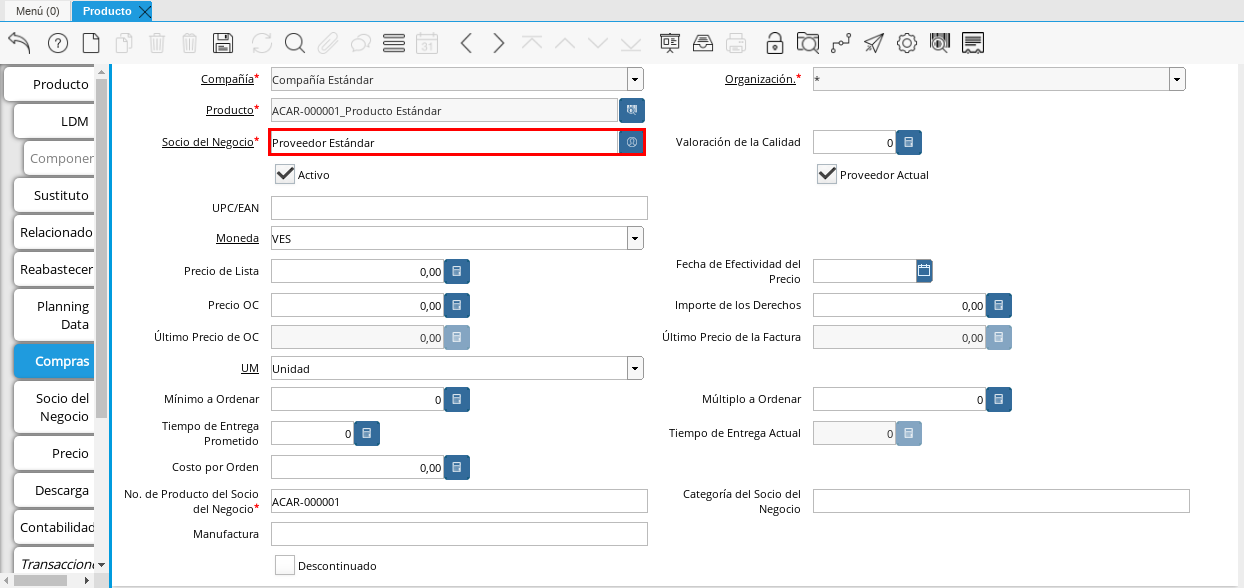 Menú (0)
Producto
31
Producto
LDM
Componen
Sustituto
Relacionado
Reabastecer
Planning
Data
Compras
Socio del
Negocio
Precio
Descarga
Contabilidad
Transaccione
Compañía* Compañía Estándar Organización.* *
Producto* ACAR-000001_Producto Estándar
Socio del Negocio* Proveedor Estándar Valoración de la Calidad 0
Activo Proveedor Actual
UPC/EAN
Moneda VES
Precio de Lista 0,00 Fecha de Efectividad del
Precio
Precio OC 0,00 Importe de los Derechos 0,00
Último Precio de OC 0,00 Último Precio de la Factura 0,00
UM Unidad
Mínimo a Ordenar 0 Múltiplo a Ordenar 0
Tiempo de Entrega
Prometido 0 Tiempo de Entrega Actual 0
Costo por Orden 0,00
No. de Producto del Socio
del Negocio* ACAR-000001 Categoría del Socio del
Negocio
Manufactura
Descontinuado